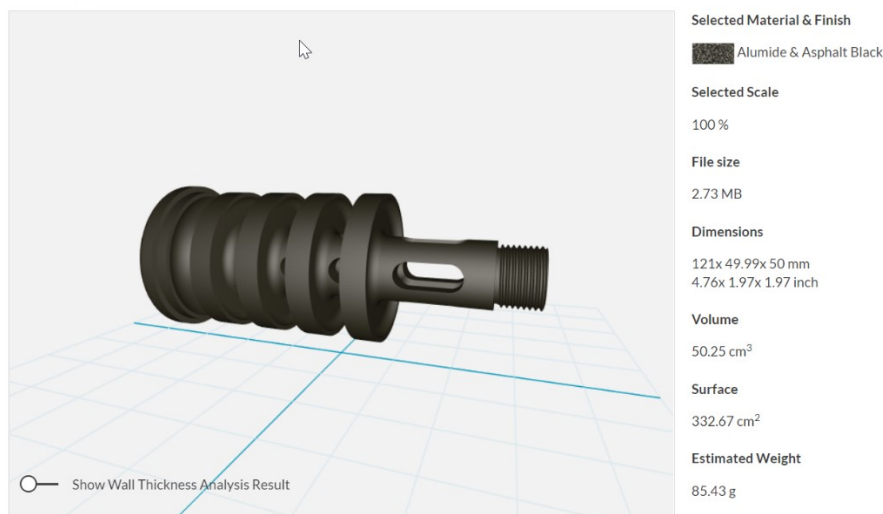 Selected Material & Finish
Alumide & Asphalt Black
Selected Scale
100 %
File size
2.73 MB
Dimensions
121x 49.99x 50 mm
4.76x 1.97x 1.97 inch
Volume
50.25 cm³
Surface
332.67 cm²
Estimated Weight
85.43 g
Show Wall Thickness Analysis Result